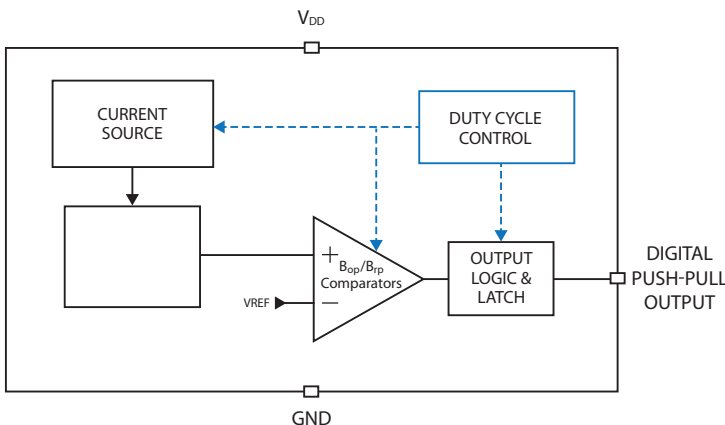 VDD
CURRENT
SOURCE
DUTY CYCLE
CONTROL
+
Bop/Brp
Comparators
VREF
−
OUTPUT
LOGIC &
LATCH
DIGITAL
PUSH-PULL
OUTPUT
GND